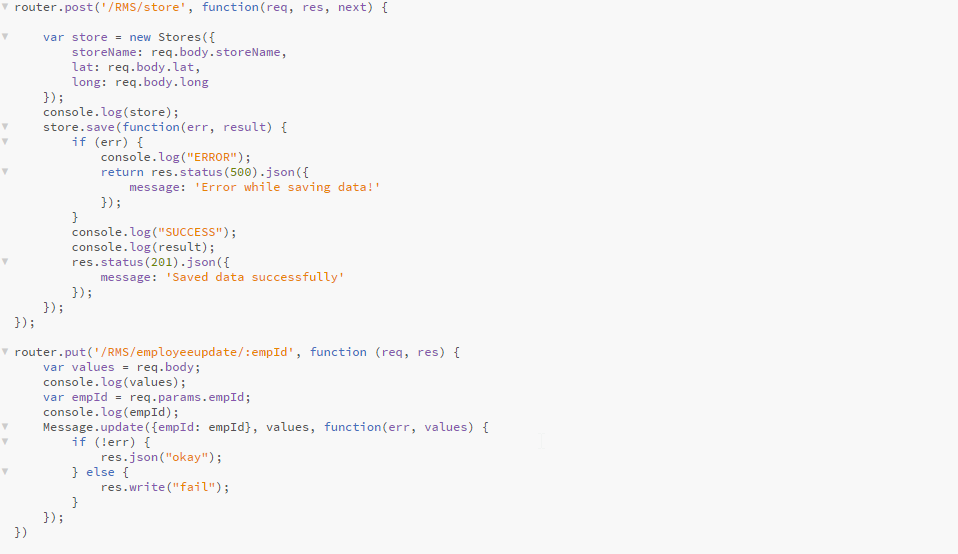 router.post('/RMS/store', function(req, res, next) {
    var store = new Stores({
        storeName: req.body.storeName,
        lat: req.body.lat,
        long: req.body.long
    });
    console.log(store);
    store.save(function(err, result) {
        if (err) {
            console.log("ERROR");
            return res.status(500).json({
                message: 'Error while saving data!'
            });
        }
        console.log("SUCCESS");
        console.log(result);
        res.status(201).json({
            message: 'Saved data successfully'
        });
    });
});
router.put('/RMS/employeeupdate/:empId', function (req, res) {
    var values = req.body;
    console.log(values);
    var empId = req.params.empId;
    console.log(empId);
    Message.update({empId: empId}, values, function(err, values) {
        if (!err) {
            res.json("okay");
        } else {
            res.write("fail");
        }
    });
})